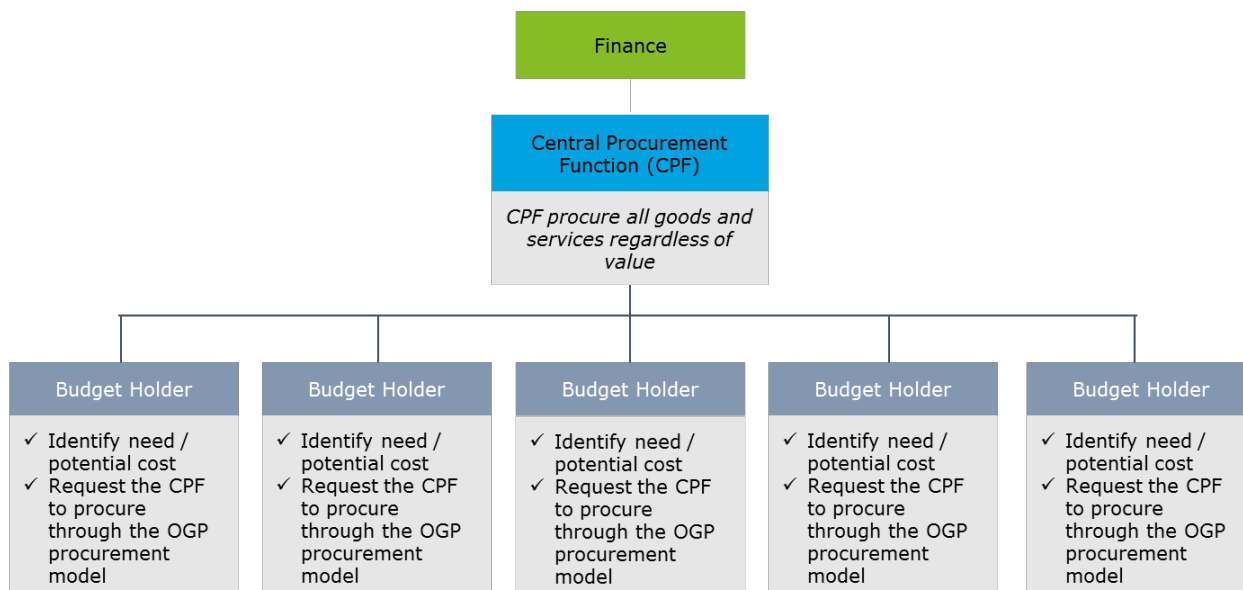 Finance
Central Procurement
Function (CPF)
CPF procure all goods and
services regardless of
value
Budget Holder
✓ Identify need /
potential cost
✓ Request the CPF
to procure
through the OGP
procurement
model
Budget Holder
✓ Identify need /
potential cost
✓ Request the CPF
to procure
through the OGP
procurement
model
Budget Holder
✓ Identify need /
potential cost
✓ Request the CPF
to procure
through the OGP
procurement
model
Budget Holder
✓ Identify need /
potential cost
✓ Request the CPF
to procure
through the OGP
procurement
model
Budget Holder
✓ Identify need /
potential cost
✓ Request the CPF
to procure
through the OGP
procurement
model